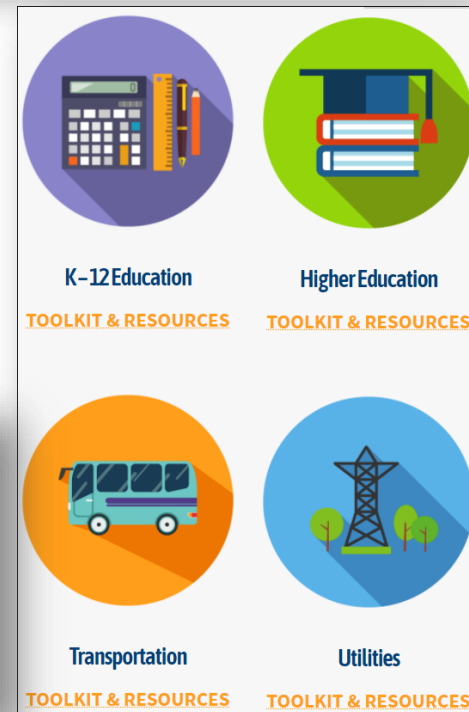 K–12 Education
Higher Education
TOOLKIT & RESOURCES
TOOLKIT & RESOURCES
Transportation
Utilities
TOOLKIT & RESOURCES
TOOLKIT & RESOURCES